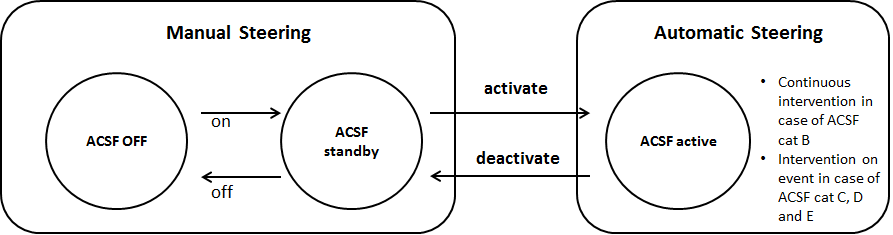 Manual Steering
ACSF OFF
on
off
ACSF
standby
activate
deactivate
Automatic Steering
ACSF active
• Continuous
intervention in
case of ACSF
cat B
• Intervention on
event in case of
ACSF cat C, D
and E